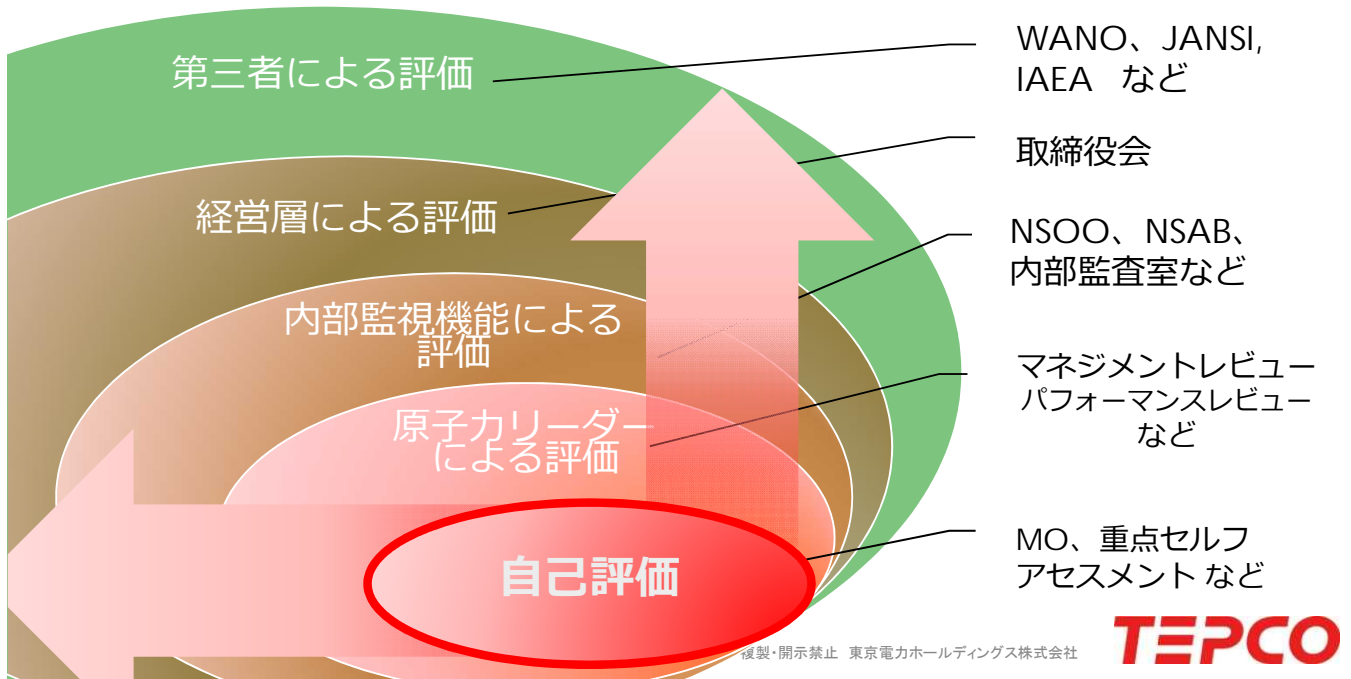 第三者による評価
WANO、JANSI,
IAEA など
取締役会
経営層による評価
NSOO、NSAB、
内部監査室など
内部監視機能による
評価
マネジメントレビュー
パフォーマンスレビュー
など
原子力リーダー
による評価
MO、重点セルフ
アセスメント など
自己評価
複製・開示禁止 東京電力ホールディングス株式会社
TEPCO